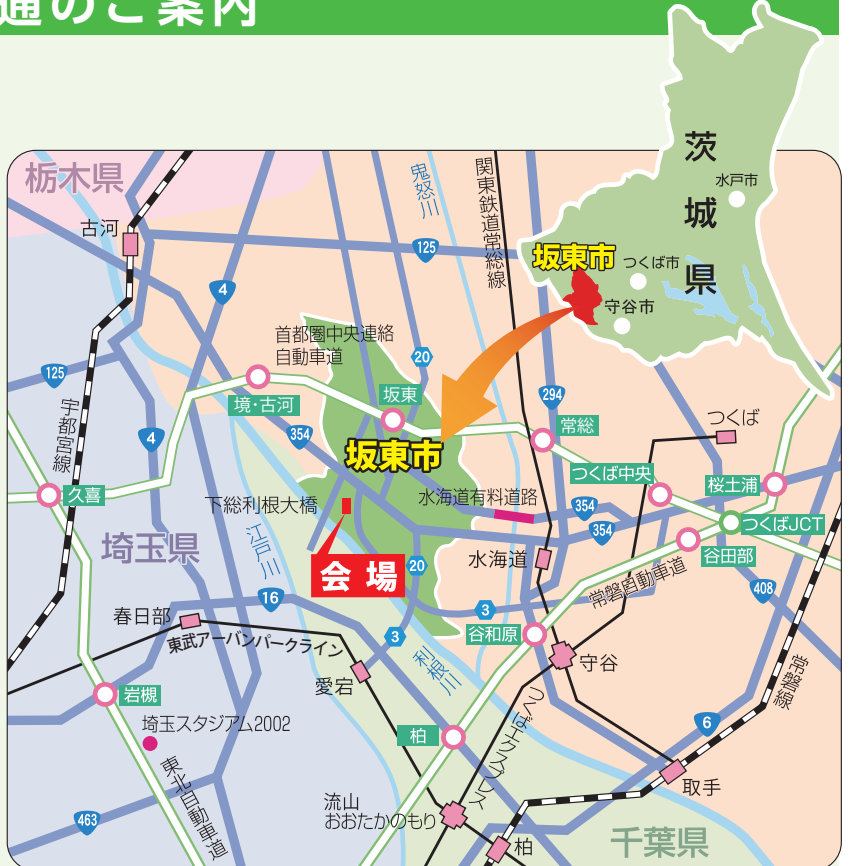 通のご案内
茨城県
水戸市
坂東市
つくば市
守谷市
栃木県
古河
鬼怒川
関東鉄道常総線
125
4
首都圏中央連絡
自動車道
20
125
境・古河
坂東
294
宇都宮線
4
354
常総
つくば
坂東市
つくば中央
久喜
下総利根大橋
水海道有料道路
354
桜土浦
354
つくばJCT
江戸川
埼玉県
水海道
谷田部
会場
20
常磐自動車道
408
16
3
春日部
東武アーバンパークライン
3
谷和原
守谷
利根川
愛宕
常磐線
岩槻
つくばエクスプレス
埼玉スタジアム2002
柏
6
東北自動車道
取手
流山
おおたかのもり
463
柏
千葉県